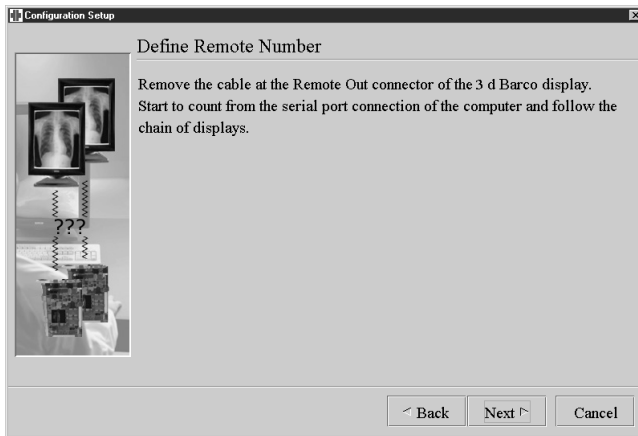 Configuration Setup
Define Remote Number
Remove the cable at the Remote Out connector of the 3 d Barco display.
Start to count from the serial port connection of the computer and follow the
chain of displays.
???
Back
Next
Cancel